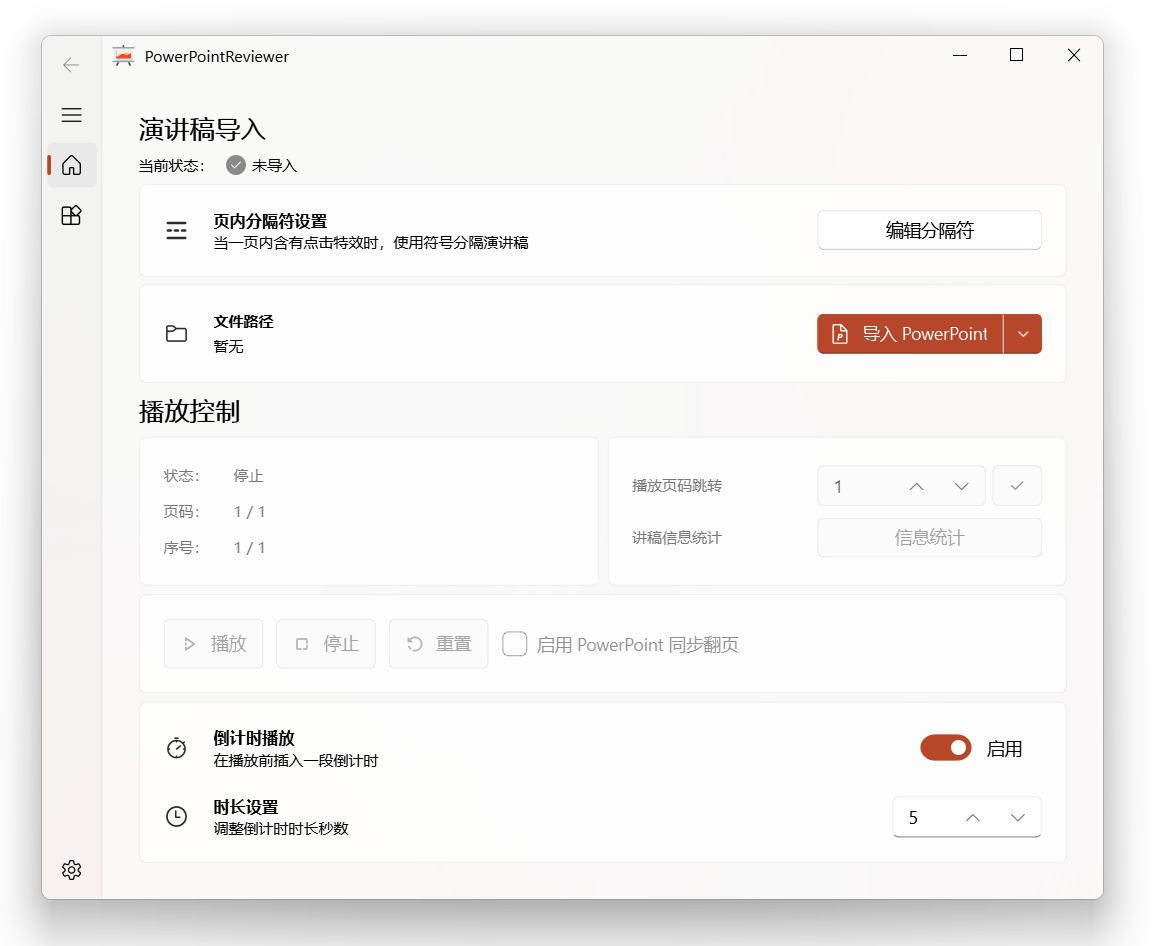 PowerPointReviewer
演讲稿导入
当前状态： 未导入
页内分隔符设置
当一页内含有点击特效时，使用符号分隔演讲稿
编辑分隔符
文件路径
暂无
导入 PowerPoint
播放控制
状态： 停止
页码： 1 / 1
序号： 1 / 1
播放页码跳转 1
讲稿信息统计 信息统计
播放 停止 重置 启用 PowerPoint 同步翻页
倒计时播放
在播放前插入一段倒计时
启用
时长设置
调整倒计时时长秒数
5